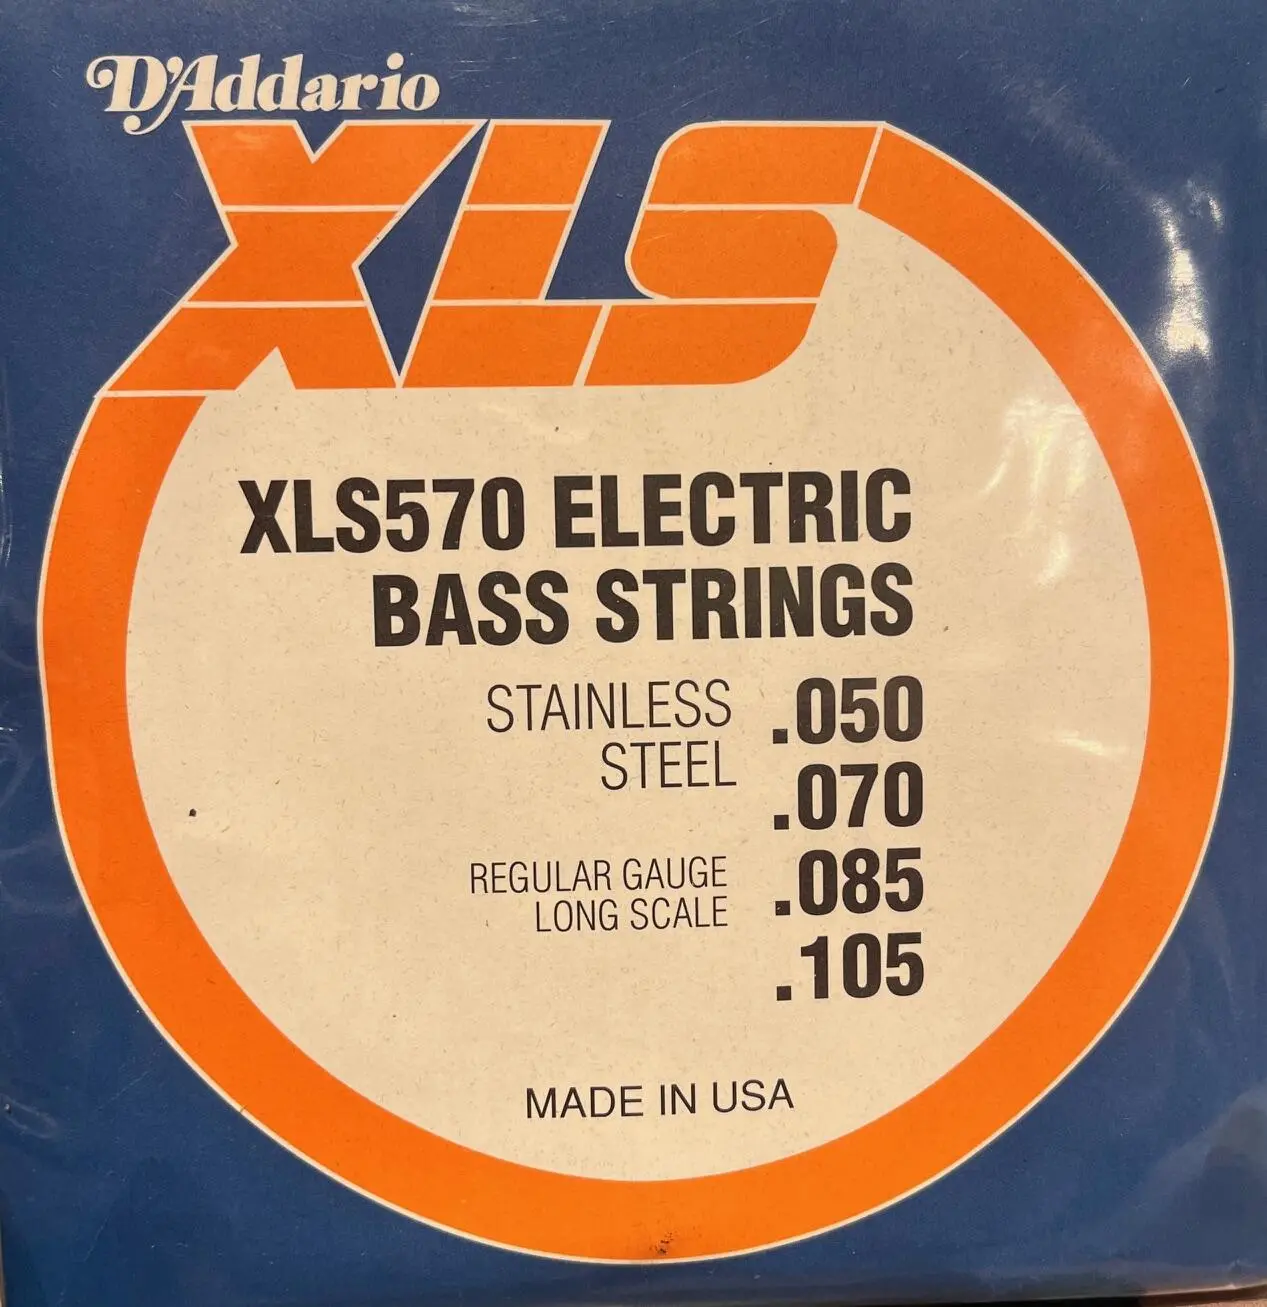 D'Addario
XLS
XLS570 ELECTRIC
BASS STRINGS
STAINLESS .050
STEEL
.070
REGULAR GAUGE .085
LONG SCALE
.105
MADE IN USA